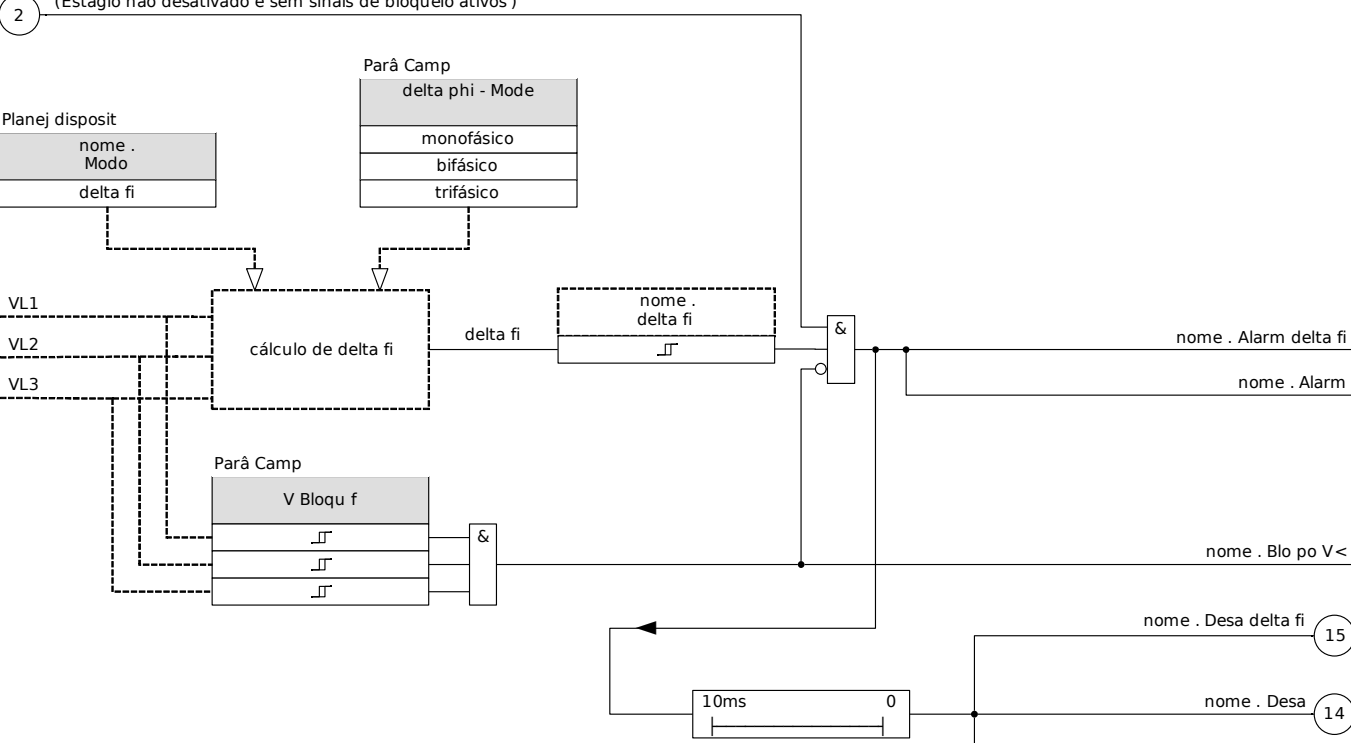 2
(Estágio não desativado e sem sinais de bloqueio ativos )
Parâ Camp
delta phi - Mode
monofásico
bifásico
trifásico
Planej disposit
nome .
Modo
delta fi
VL1
VL2
VL3
cálculo de delta fi
delta fi
nome .
delta fi
&
nome . Alarm delta fi
nome . Alarm
Parâ Camp
V Bloqu f
&
nome . Blo po V<
nome . Desa delta fi
15
10ms 0
nome . Desa
14